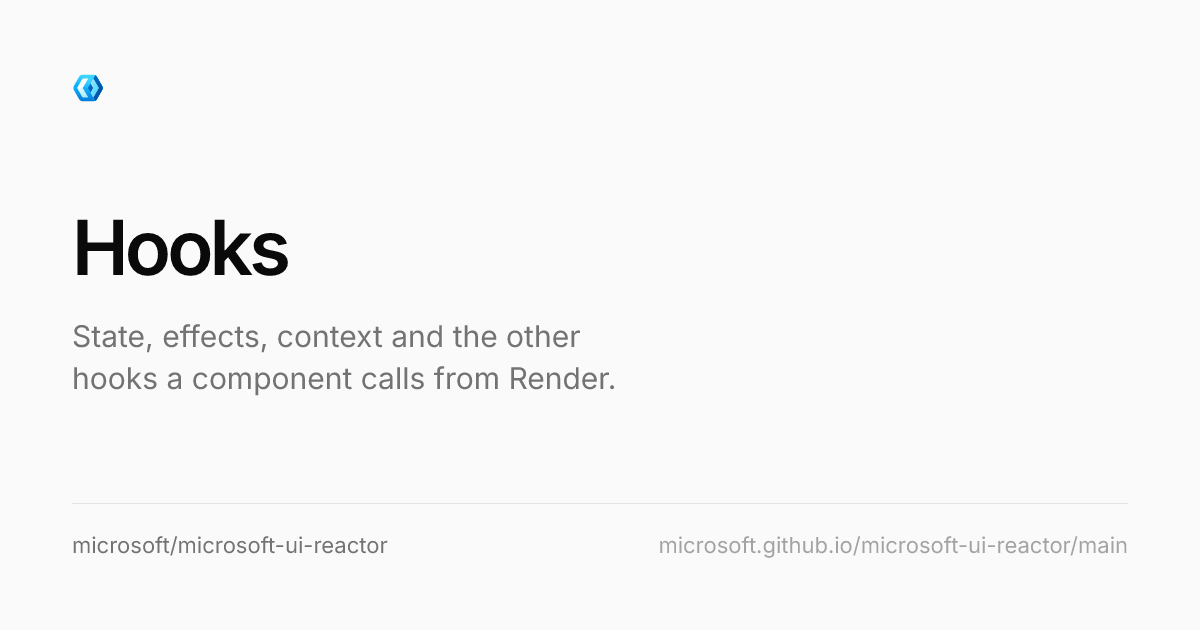 Hooks
State, effects, context and the other
hooks a component calls from Render.
microsoft/microsoft-ui-reactor
microsoft.github.io/microsoft-ui-reactor/main